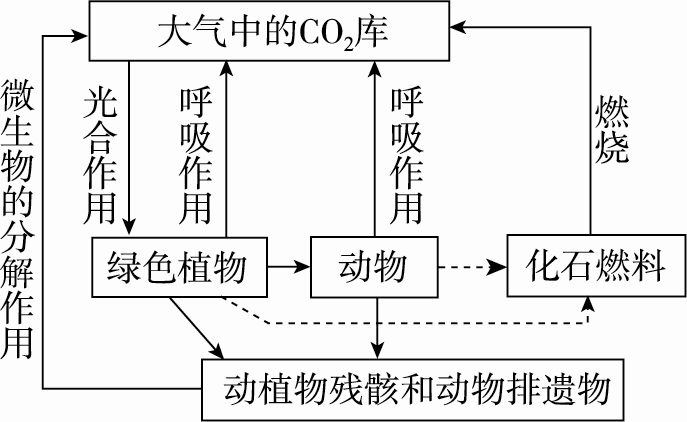 大气中的CO₂库
微生物的分解作用
光合作用
呼吸作用
呼吸作用
燃烧
绿色植物
动物
化石燃料
动植物残骸和动物排遗物